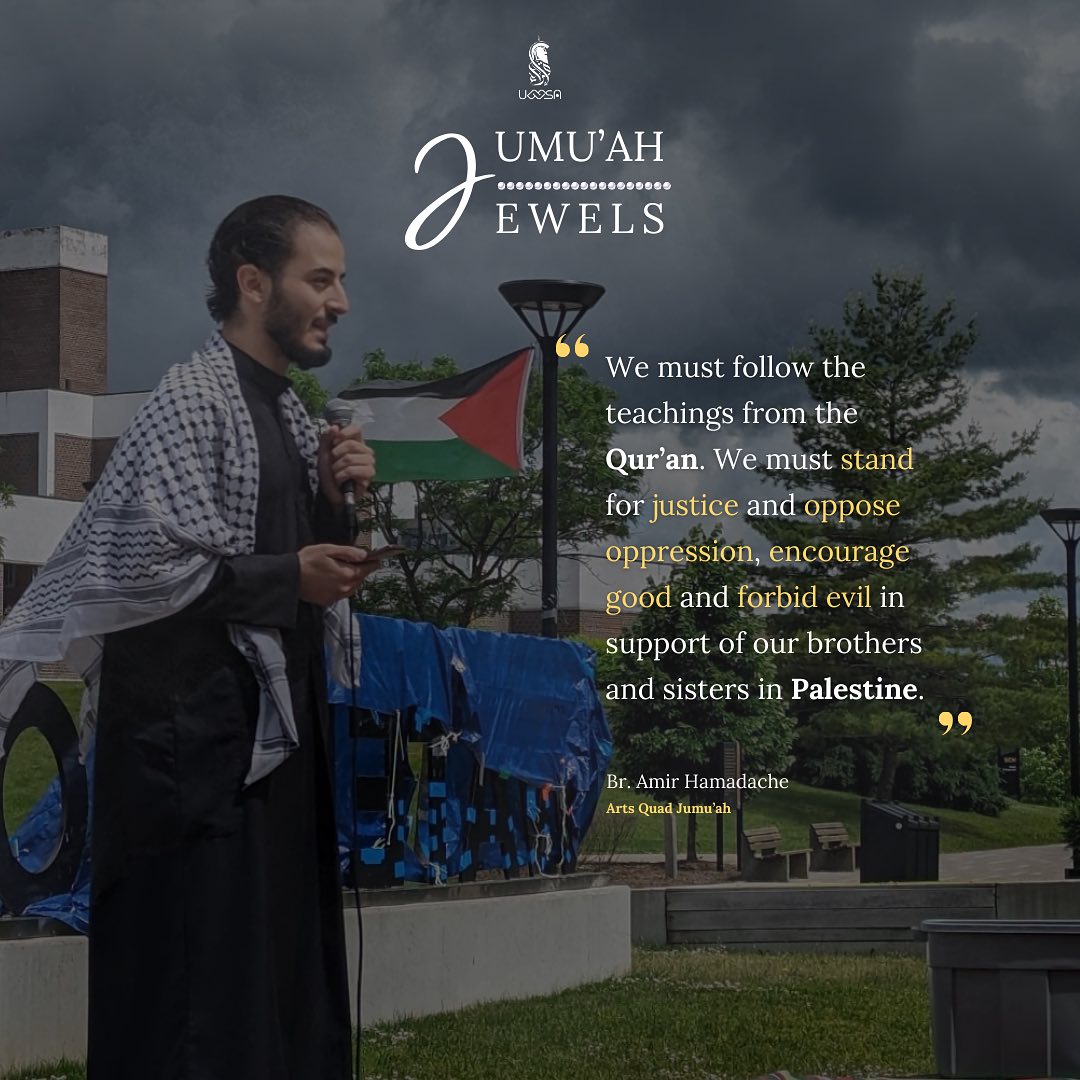 JUMU’AH
JEWELS
“
We must follow the
teachings from the
Qur’an. We must stand
for justice and oppose
oppression, encourage
good and forbid evil in
support of our brothers
and sisters in Palestine.
”
Br. Amir Hamadache
Arts Quad Jumu’ah